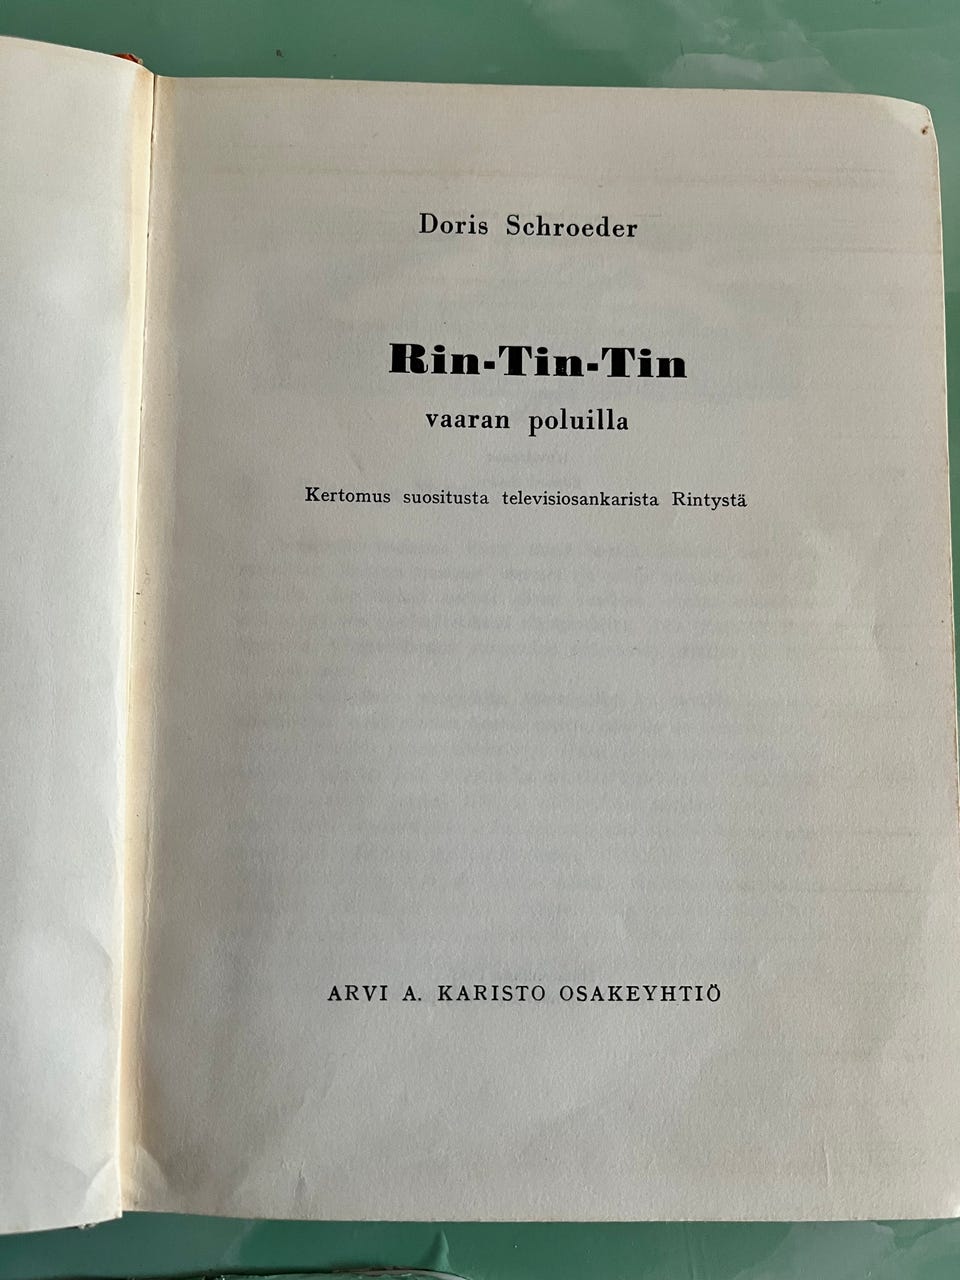 Doris Schroeder
Rin-Tin-Tin
vaaran poluilla
Kertomus suositusta televisiosankarista Rintystä
ARVI A. KARISTO OSAKEYHTIÖ